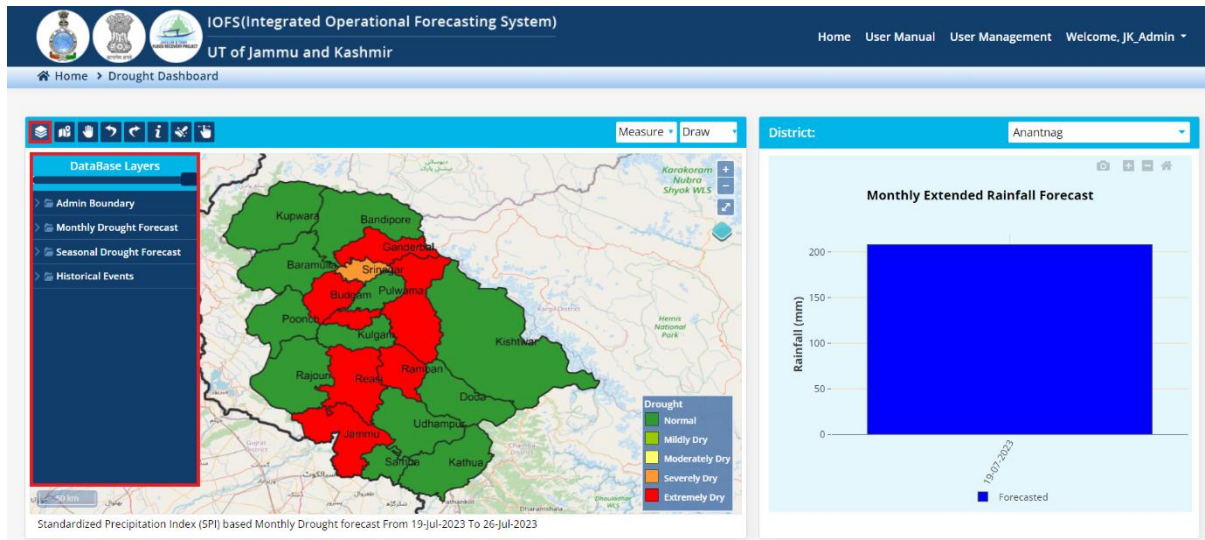 IOFS(Integrated Operational Forecasting System)
UT of Jammu and Kashmir
Home User Manual User Management Welcome, JK_Admin
Home > Drought Dashboard
Measure Draw
District: Anantnag
DataBase Layers
Admin Boundary
Monthly Drought Forecast
Seasonal Drought Forecast
Historical Events
Karakoram
Nubra
Shyok WLS
+
−
Kupwara
Bandipore
Ganderbal
Baramulla
Srinagar
Budgam
Pulwama
Poonch
Kulgam
Kishtwar
Hemis
National
Park
Rajouri
Reasi
Ramban
Doda
Udhampur
Jammu
Samba
Kathua
50 km
Drought
Normal
Mildly Dry
Moderately Dry
Severely Dry
Extremely Dry
Standardized Precipitation Index (SPI) based Monthly Drought forecast From 19-Jul-2023 To 26-Jul-2023
Monthly Extended Rainfall Forecast
Rainfall (mm)
200
150
100
50
0
19-07-2023
Forecasted